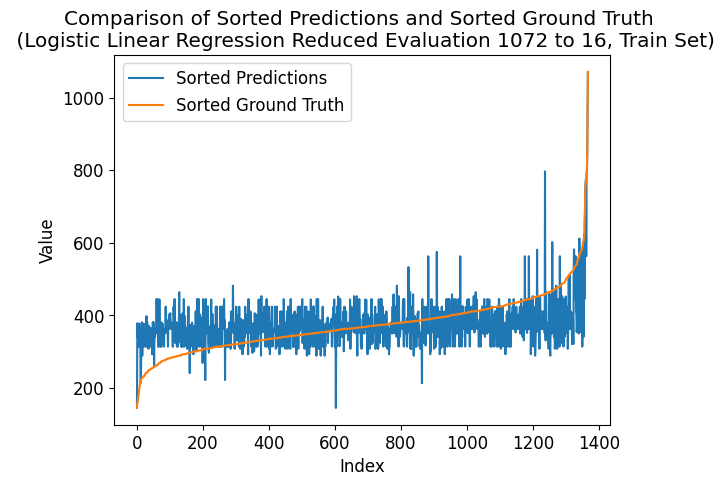 Comparison of Sorted Predictions and Sorted Ground Truth
(Logistic Linear Regression Reduced Evaluation 1072 to 16, Train Set)
Sorted Predictions
Sorted Ground Truth
1000
800
600
400
200
Value
0 200 400 600 800 1000 1200 1400
Index